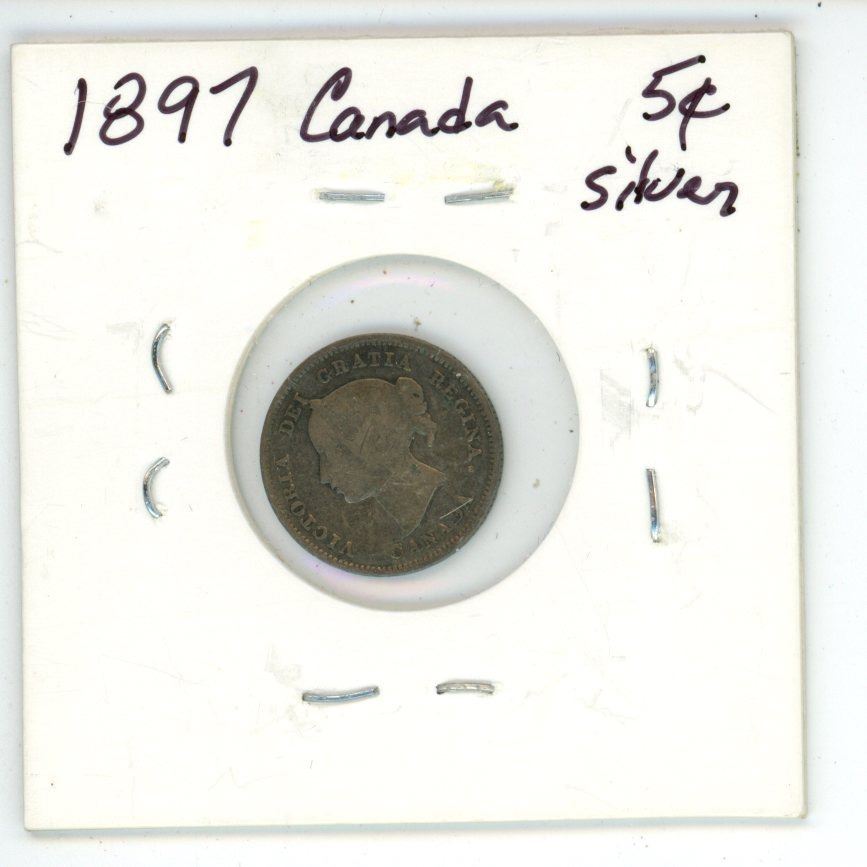 1897 Canada 5¢
silver
VICTORIA DEI GRATIA REGINA.
CANADA